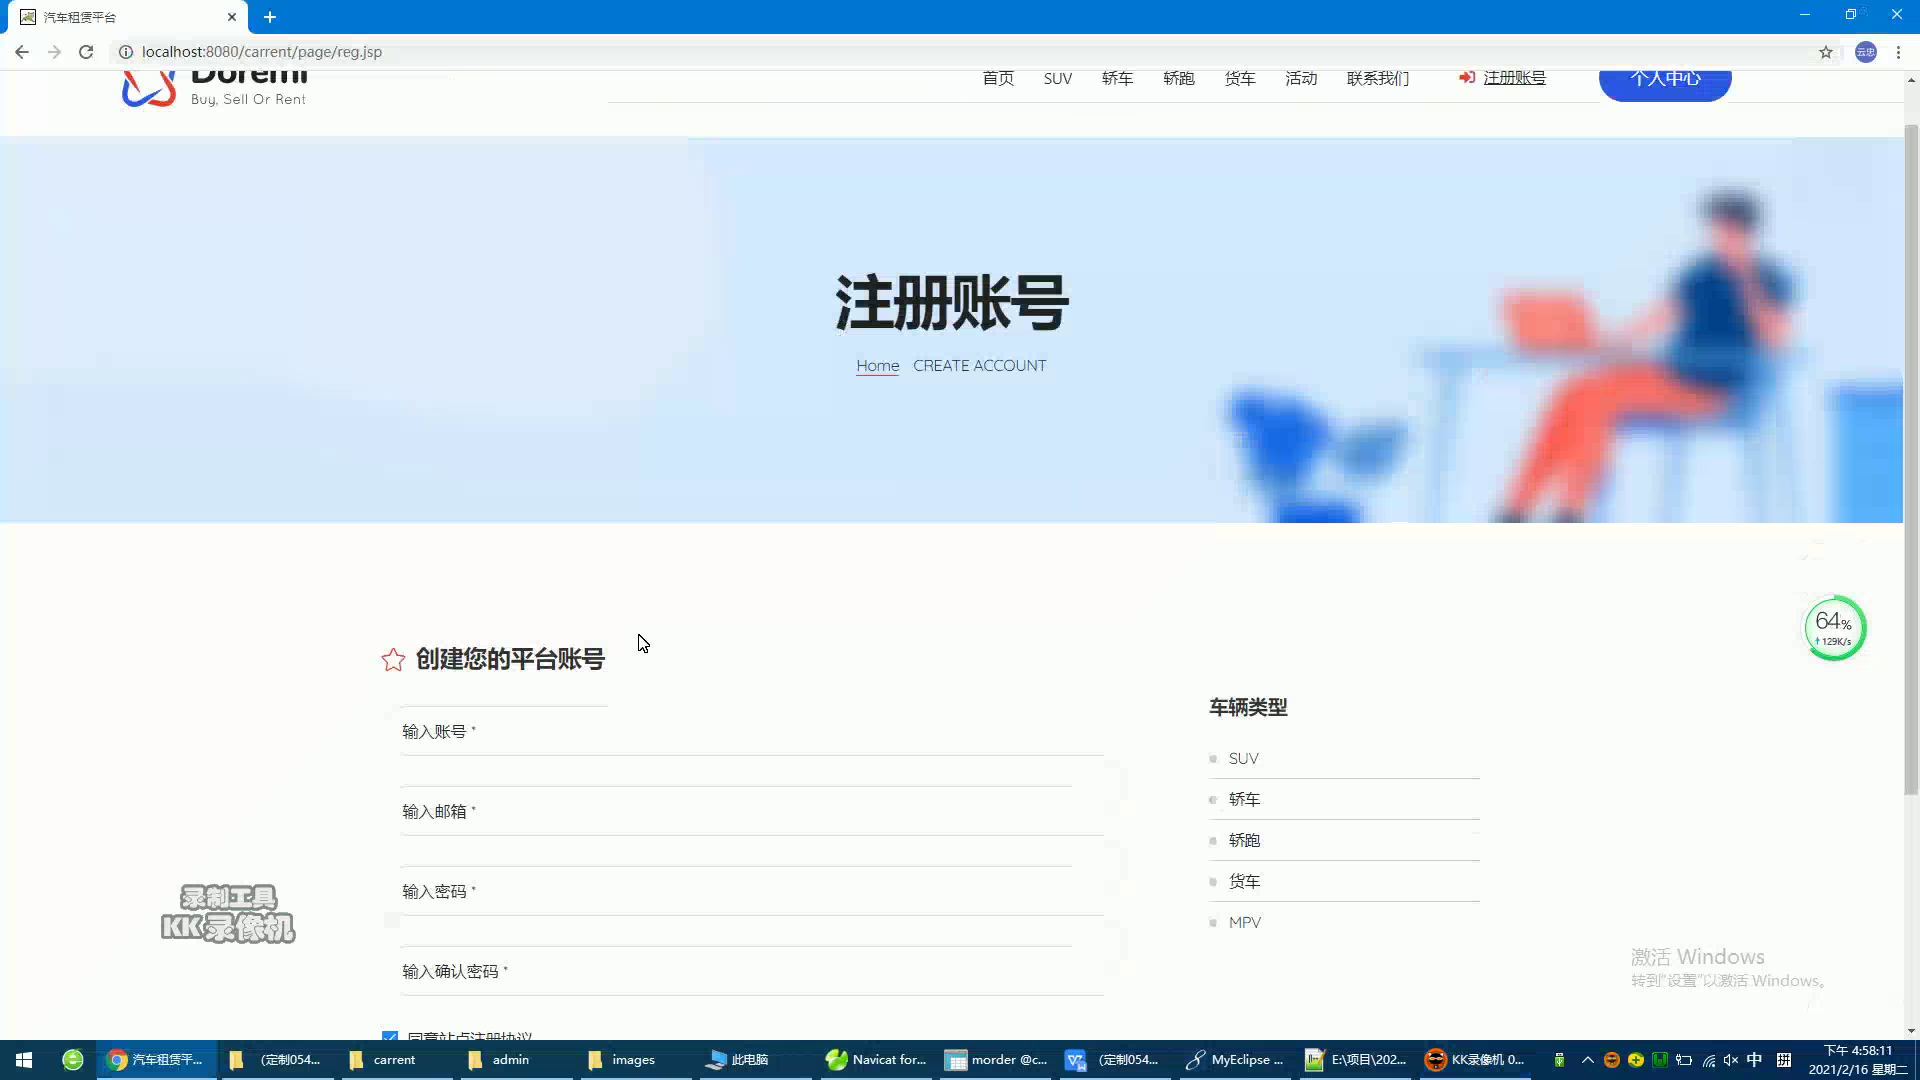 汽车租赁平台
localhost:8080/carrent/page/reg.jsp
云忠
Doremi
Buy, Sell Or Rent
首页 SUV 轿车 轿跑 货车 活动 联系我们 注册账号 个人中心
注册账号
Home CREATE ACCOUNT
64%
129K/s
创建您的平台账号
输入账号 *
输入邮箱 *
输入密码 *
输入确认密码 *
同意站点注册协议
车辆类型
SUV
轿车
轿跑
货车
MPV
录制工具
KK录像机
激活 Windows
转到"设置"以激活 Windows。
汽车租赁平... (定制054... carrent admin images 此电脑 Navicat for... morder @c... (定制054... MyEclipse ... E:\项目\202... KK录像机 0... 中
下午 4:58:11
2021/2/16 星期二